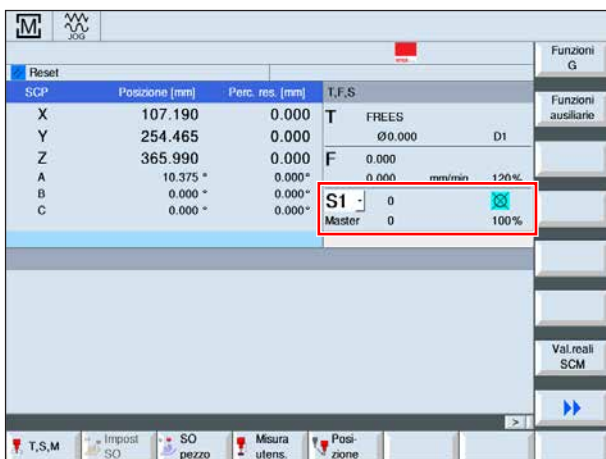 M
JOG
Funzioni
G
Reset
SCP Posizione [mm] Perc. res. [mm] T,F,S
Funzioni
ausiliarie
X 107.190 0.000 T FREES
Y 254.465 0.000 Ø0.000 D1
Z 365.990 0.000 F 0.000
A 10.375 ° 0.000° 0.000 mm/min 120%
B 0.000 ° 0.000° S1 0
C 0.000 ° 0.000° Master 0 100%
Val.reali
SCM
>
T,S,M Impost SO Misura Posi-
SO pezzo utens. zione